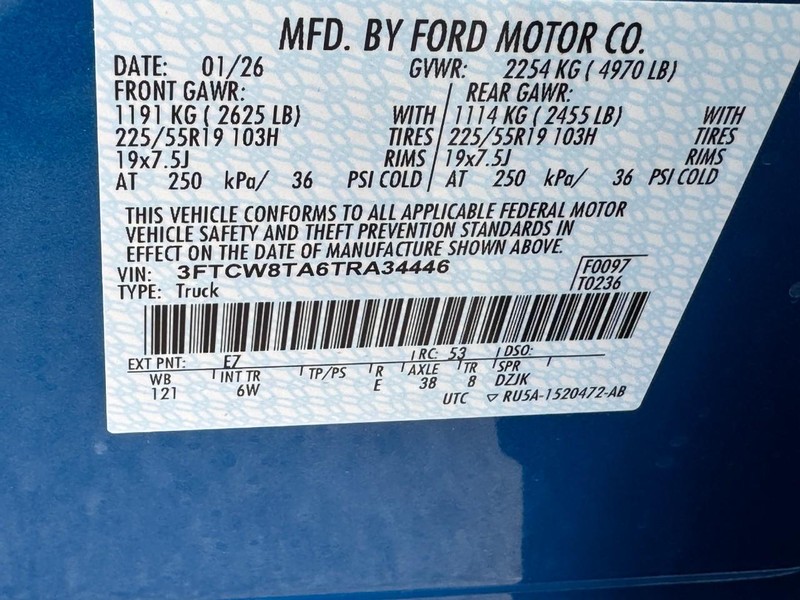 MFD. BY FORD MOTOR CO.
DATE: 01/26 GVWR: 2254 KG ( 4970 LB)
FRONT GAWR: REAR GAWR:
1191 KG ( 2625 LB) WITH 1114 KG ( 2455 LB) WITH
225/55R19 103H TIRES 225/55R19 103H TIRES
19x7.5J RIMS 19x7.5J RIMS
AT 250 kPa/ 36 PSI COLD AT 250 kPa/ 36 PSI COLD
THIS VEHICLE CONFORMS TO ALL APPLICABLE FEDERAL MOTOR
VEHICLE SAFETY AND THEFT PREVENTION STANDARDS IN
EFFECT ON THE DATE OF MANUFACTURE SHOWN ABOVE.
VIN: 3FTCW8TA6TRA34446 F0097
TYPE: Truck T0236
EXT PNT: E7 RC: 53 DSO:
WB INT TR TP/PS R AXLE TR SPR
121 6W E 38 8 DZJK
UTC ▽ RU5A-1520472-AB